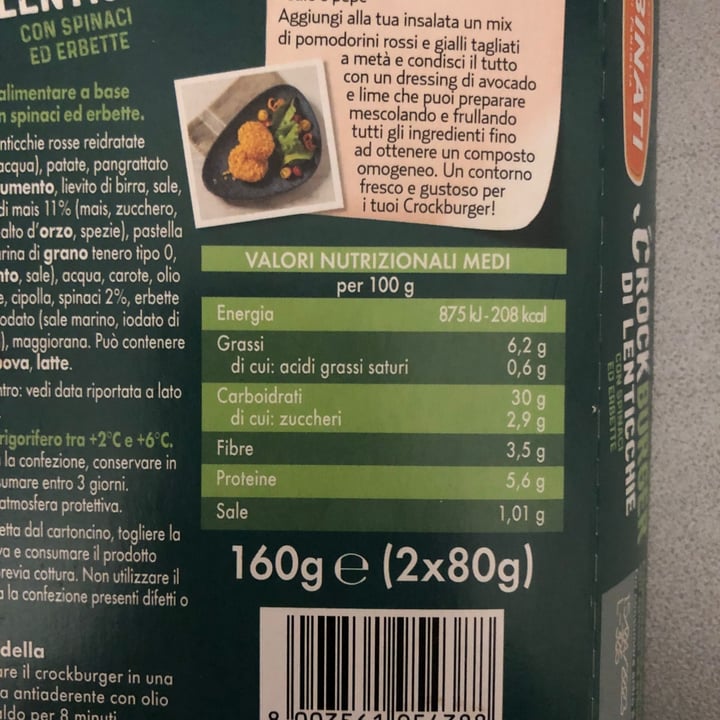 CON SPINACI
ED ERBETTE
alimentare a base
n spinaci ed erbette.
nticchie rosse reidratate
acqua), patate, pangrattato
umento, lievito di birra, sale,
di mais 11% (mais, zucchero,
alto d'orzo, spezie), pastella
arina di grano tenero tipo 0,
nto, sale), acqua, carote, olio
e, cipolla, spinaci 2%, erbette
odato (sale marino, iodato di
), maggiorana. Può contenere
uova, latte.
ntro: vedi data riportata a lato
rigorifero tra +2°C e +6°C.
la confezione, conservare in
sumare entro 3 giorni.
atmosfera protettiva.
etta dal cartoncino, togliere la
va e consumare il prodotto
revia cottura. Non utilizzare il
a la confezione presenti difetti o
della
are il crockburger in una
a antiaderente con olio
aldo per 8 minuti
Aggiungi alla tua insalata un mix
di pomodorini rossi e gialli tagliati
a metà e condisci il tutto
con un dressing di avocado
e lime che puoi preparare
mescolando e frullando
tutti gli ingredienti fino
ad ottenere un composto
omogeneo. Un contorno
fresco e gustoso per
i tuoi Crockburger!
VALORI NUTRIZIONALI MEDI
per 100 g
Energia 875 kJ - 208 kcal
Grassi 6,2 g
di cui: acidi grassi saturi 0,6 g
Carboidrati 30 g
di cui: zuccheri 2,9 g
Fibre 3,5 g
Proteine 5,6 g
Sale 1,01 g
160g e (2x80g)
BINATI
CROCK BURGER
DI LENTICCHIE
CON SPINACI
ED ERBETTE